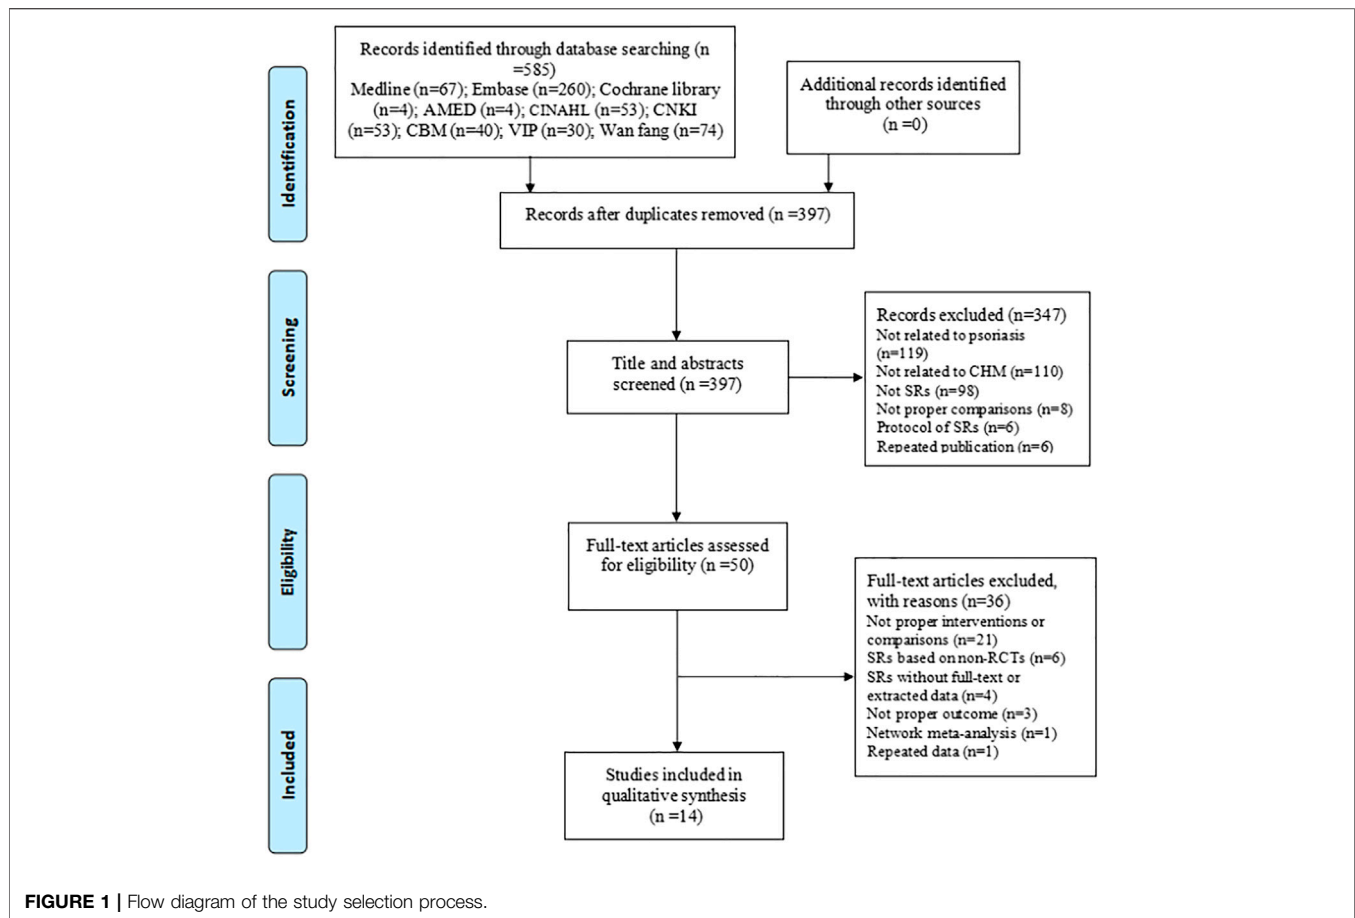 Records identified through database searching (n
=585)
Medline (n=67); Embase (n=260); Cochrane library
(n=4); AMED (n=4); CINAHL (n=53); CNKI
(n=53); CBM (n=40); VIP (n=30); Wan fang (n=74)
Additional records identified
through other sources
(n =0)
Identification
Records after duplicates removed (n =397)
Screening
Title and abstracts
screened (n =397)
Records excluded (n=347)
Not related to psoriasis
(n=119)
Not related to CHM (n=110)
Not SRs (n=98)
Not proper comparisons (n=8)
Protocol of SRs (n=6)
Repeated publication (n=6)
Eligibility
Full-text articles assessed
for eligibility (n =50)
Full-text articles excluded,
with reasons (n=36)
Not proper interventions or
comparisons (n=21)
SRs based on non-RCTs (n=6)
SRs without full-text or
extracted data (n=4)
Not proper outcome (n=3)
Network meta-analysis (n=1)
Repeated data (n=1)
Included
Studies included in
qualitative synthesis
(n =14)
FIGURE 1 | Flow diagram of the study selection process.